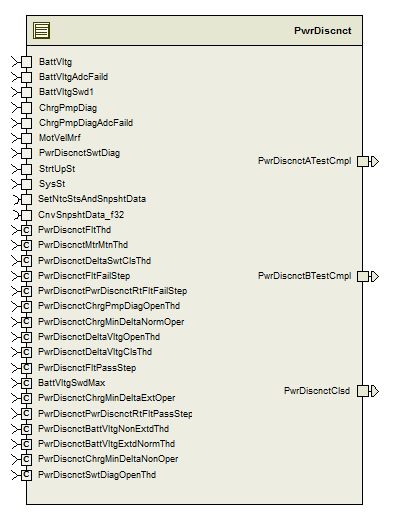 PwrDiscnct
BattVltg
BattVltgAdcFaild
BattVltgSwd1
ChrgPmpDiag
ChrgPmpDiagAdcFaild
MotVelMrf
PwrDiscnctSwtDiag
PwrDiscnctATestCmpl
StrtUpSt
SysSt
SetNtcStsAndSnpshtData
CnvSnpshtData_f32
C PwrDiscnctFltThd
C PwrDiscnctMtrMtnThd
C PwrDiscnctDeltaSwtClsThd
C PwrDiscnctFltFailStep
PwrDiscnctBTestCmpl
C PwrDiscnctPwrDiscnctRtFltFailStep
C PwrDiscnctChrgPmpDiagOpenThd
C PwrDiscnctChrgMinDeltaNormOper
C PwrDiscnctDeltaVltgOpenThd
C PwrDiscnctDeltaVltgClsThd
C PwrDiscnctFltPassStep
C BattVltgSwdMax
PwrDiscnctClsd
C PwrDiscnctChrgMinDeltaExtOper
C PwrDiscnctPwrDiscnctRtFltPassStep
C PwrDiscnctBattVltgNonExtdThd
C PwrDiscnctBattVltgExtdNormThd
C PwrDiscnctChrgMinDeltaNonOper
C PwrDiscnctSwtDiagOpenThd